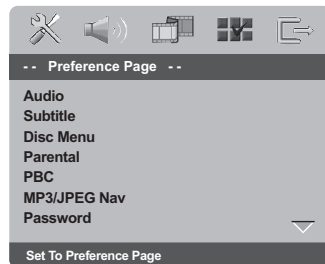 -- Preference Page --
Audio
Subtitle
Disc Menu
Parental
PBC
MP3/JPEG Nav
Password
Set To Preference Page